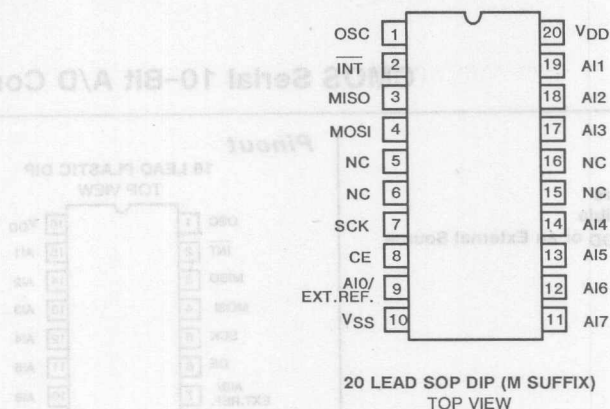 OSC 1 20 VDD
INT 2 19 AI1
MISO 3 18 AI2
MOSI 4 17 AI3
NC 5 16 NC
NC 6 15 NC
SCK 7 14 AI4
CE 8 13 AI5
AI0/
EXT.REF. 9 12 AI6
VSS 10 11 AI7
20 LEAD SOP DIP (M SUFFIX)
TOP VIEW
CMOS Serial 10-Bit A/D Con
Pinout
16 LEAD PLASTIC DIP
TOP VIEW